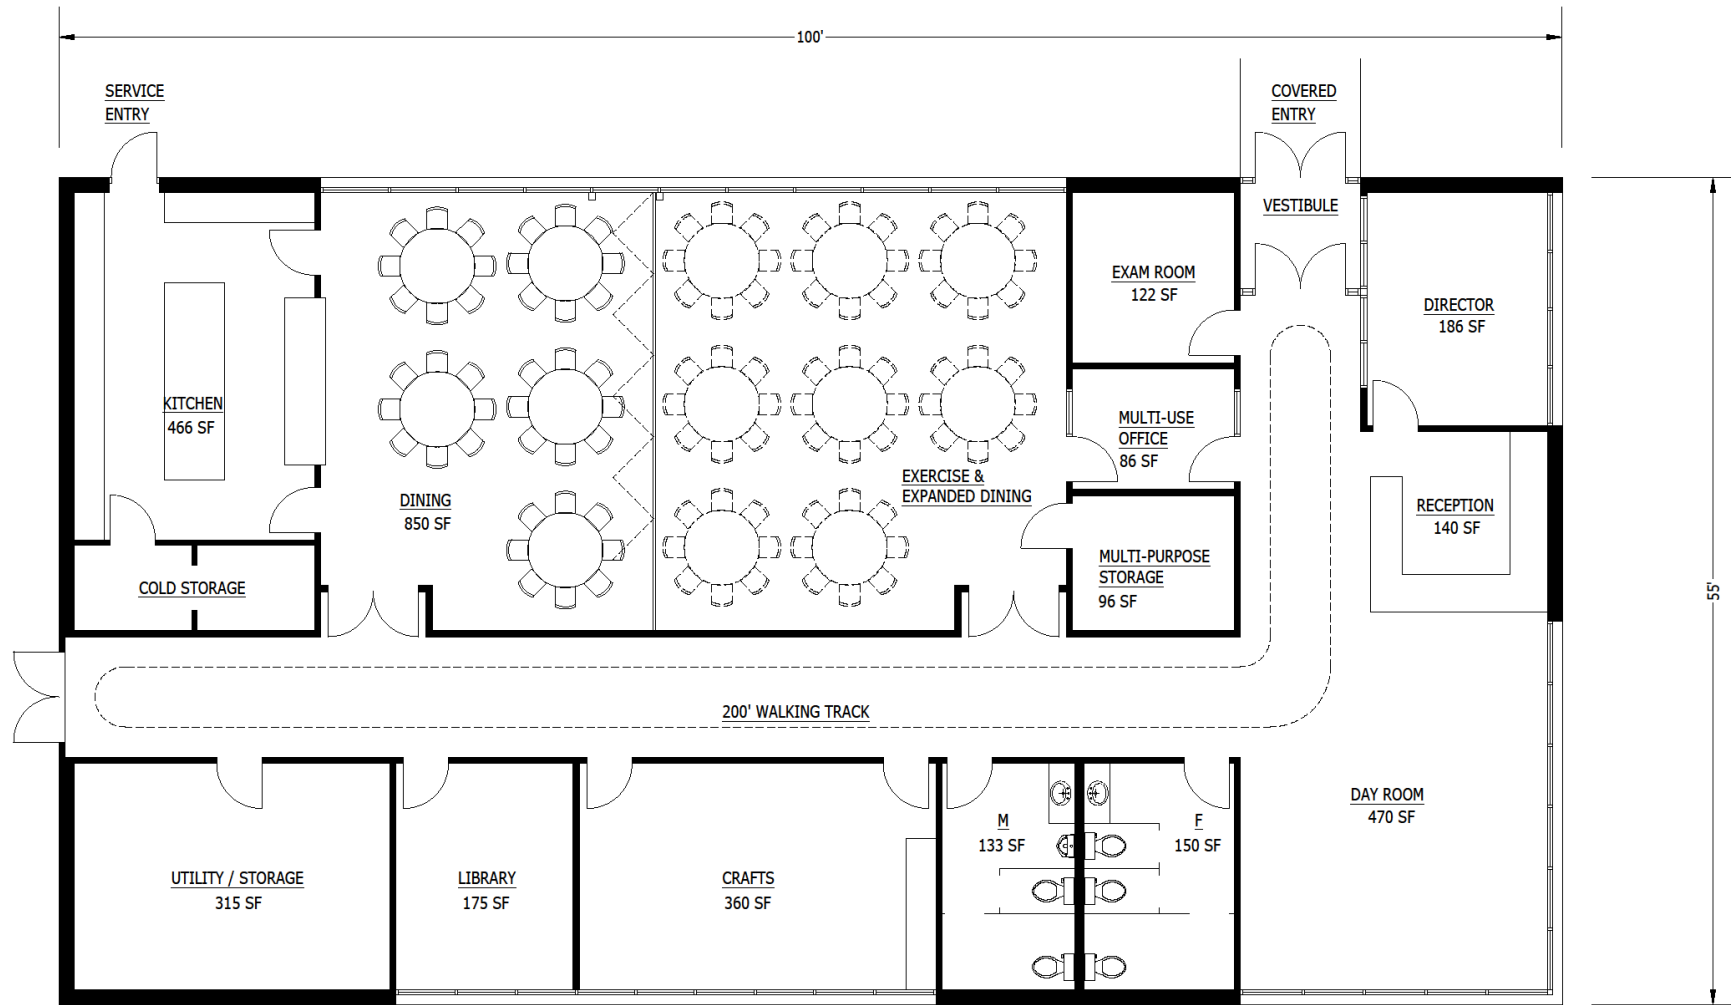 100'
SERVICE
ENTRY
COVERED
ENTRY
VESTIBULE
EXAM ROOM
122 SF
DIRECTOR
186 SF
KITCHEN
466 SF
MULTI-USE
OFFICE
86 SF
DINING
850 SF
EXERCISE &
EXPANDED DINING
RECEPTION
140 SF
MULTI-PURPOSE
STORAGE
96 SF
COLD STORAGE
55'
200' WALKING TRACK
DAY ROOM
470 SF
M
133 SF
F
150 SF
UTILITY / STORAGE
315 SF
LIBRARY
175 SF
CRAFTS
360 SF